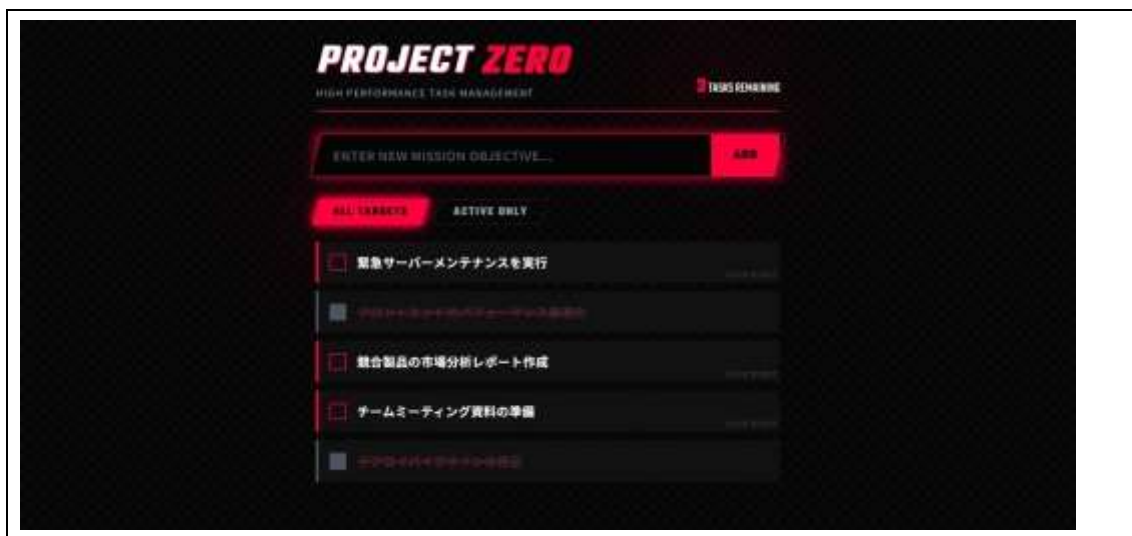 PROJECT ZERO
HIGH PERFORMANCE TASK MANAGEMENT
3 TASKS REMAINING
ENTER NEW MISSION OBJECTIVE...
ADD
ALL TARGETS
ACTIVE ONLY
緊急サーバーメンテナンスを実行
競合製品の市場分析レポート作成
チームミーティング資料の準備